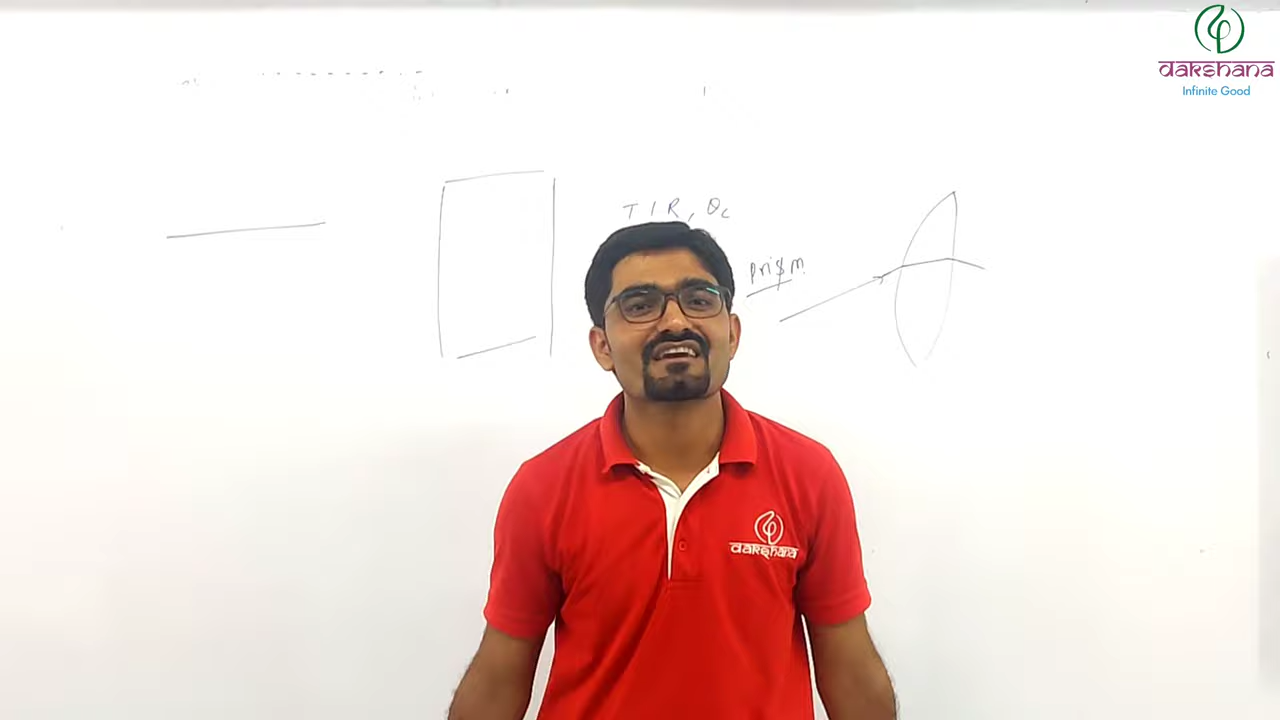 dakshana
Infinite Good
TIR, θc
prism
dakshana